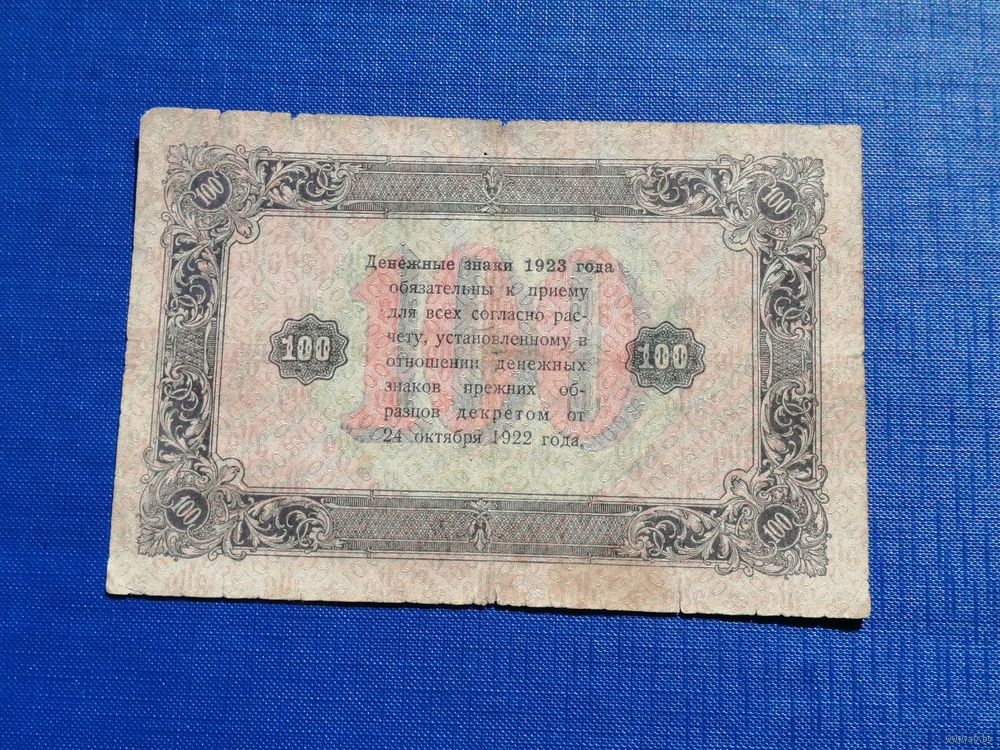 100 100
Денежные знаки 1923 года
обязательны к приему
для всех согласно рас-
чету, установленному в
100 100
отношении денежных
знаков прежних об-
разцов декретом от
24 октября 1922 года.
100
100 100